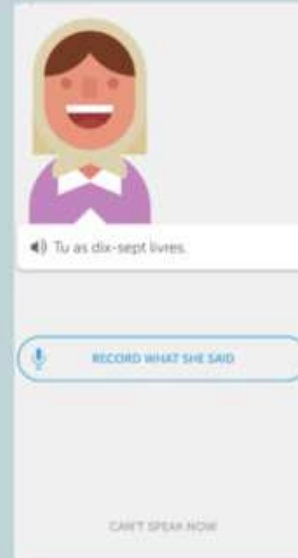 Tu as dix-sept livres.
RECORD WHAT SHE SAID
CAN'T SPEAK NOW